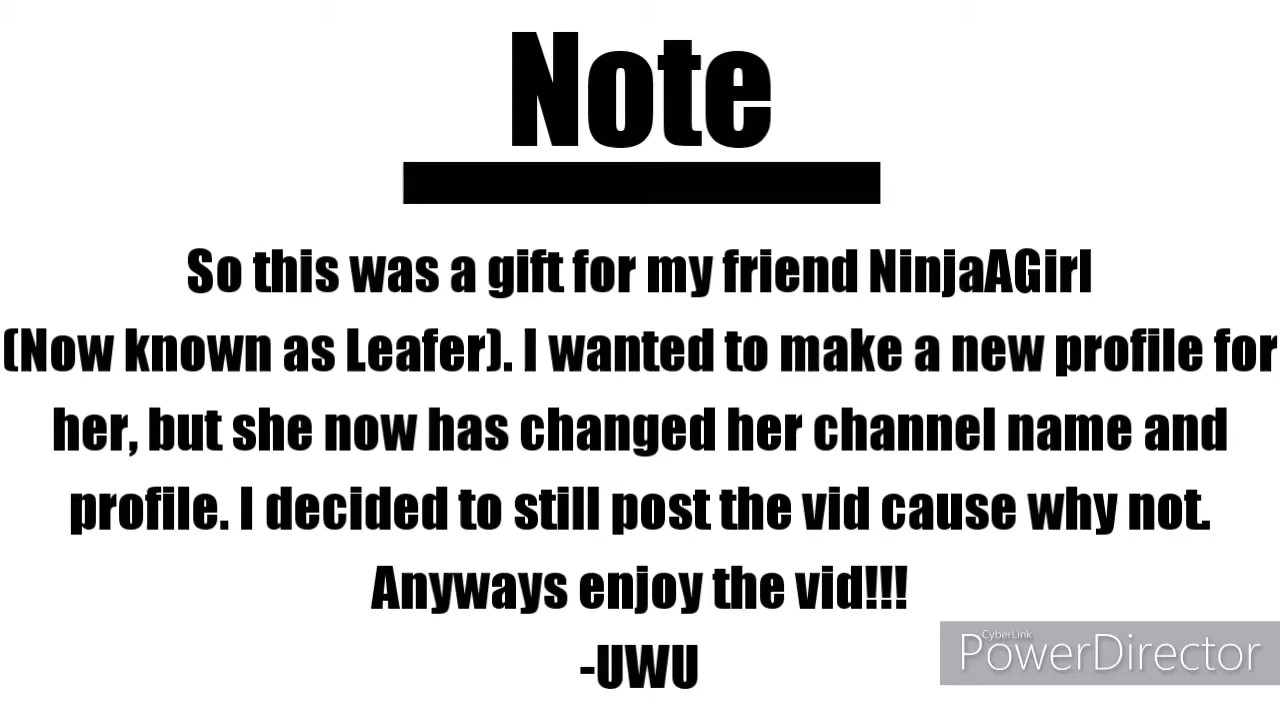 Note
So this was a gift for my friend NinjaAGirl
(Now known as Leafer). I wanted to make a new profile for
her, but she now has changed her channel name and
profile. I decided to still post the vid cause why not.
Anyways enjoy the vid!!!
-UWU
CyberLink
PowerDirector